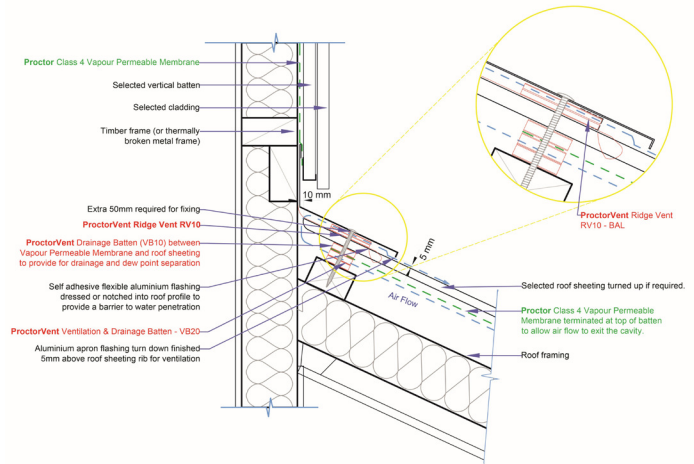 Proctor Class 4 Vapour Permeable Membrane
Selected vertical batten
Selected cladding
Timber frame (or thermally
broken metal frame)
10 mm
Extra 50mm required for fixing
ProctorVent Ridge Vent RV10
ProctorVent Drainage Batten (VB10) between
Vapour Permeable Membrane and roof sheeting
to provide for drainage and dew point separation
Self adhesive flexible aluminium flashing
dressed or notched into roof profile to
provide a barrier to water penetration
ProctorVent Ventilation & Drainage Batten - VB20
Aluminium apron flashing turn down finished
5mm above roof sheeting rib for ventilation
5 mm
Air Flow
ProctorVent Ridge Vent
RV10 - BAL
Selected roof sheeting turned up if required.
Proctor Class 4 Vapour Permeable
Membrane terminated at top of batten
to allow air flow to exit the cavity.
Roof framing